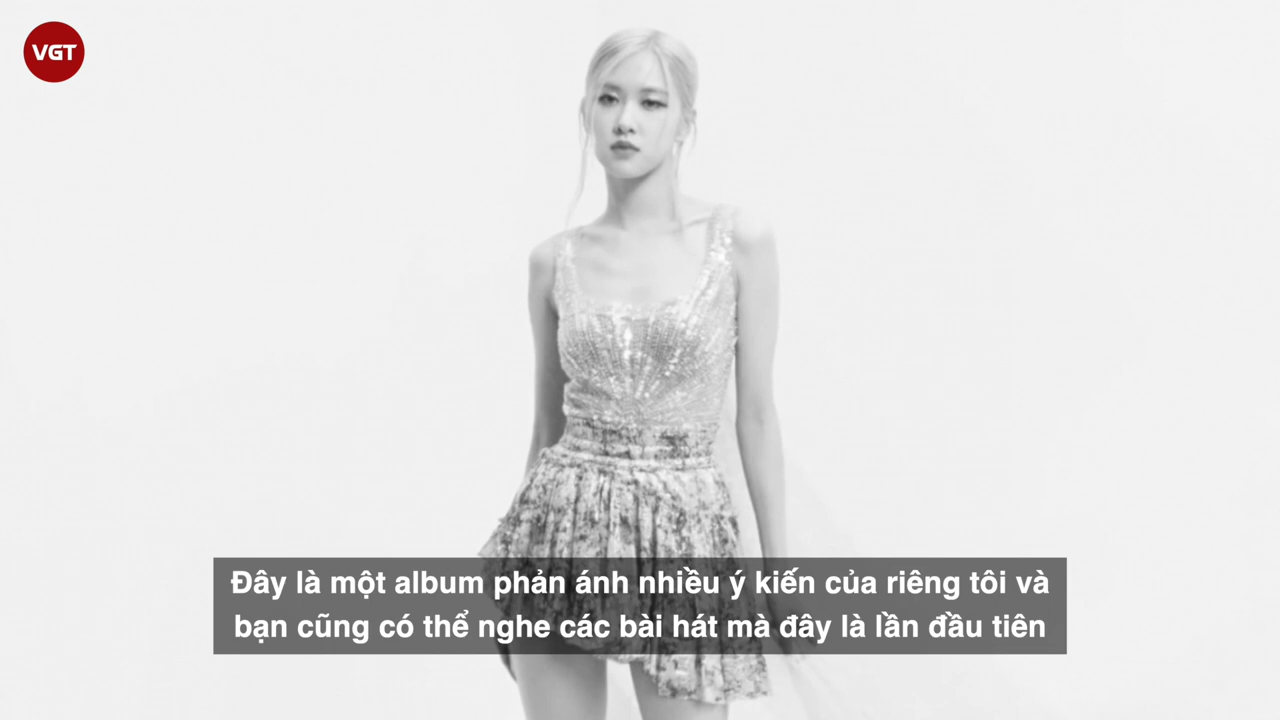 VGT
Đây là một album phản ánh nhiều ý kiến của riêng tôi và
bạn cũng có thể nghe các bài hát mà đây là lần đầu tiên